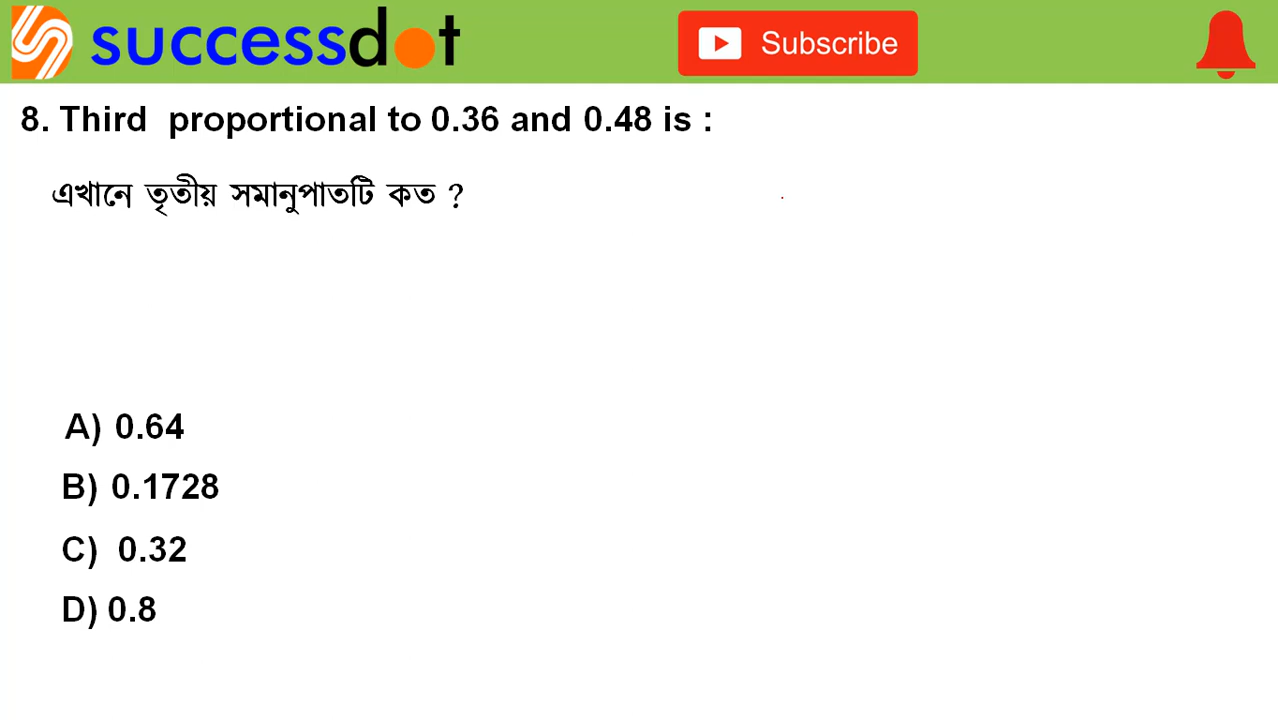 successdot
Subscribe
8. Third proportional to 0.36 and 0.48 is :
এখানে তৃতীয় সমানুপাতটি কত ?
A) 0.64
B) 0.1728
C) 0.32
D) 0.8